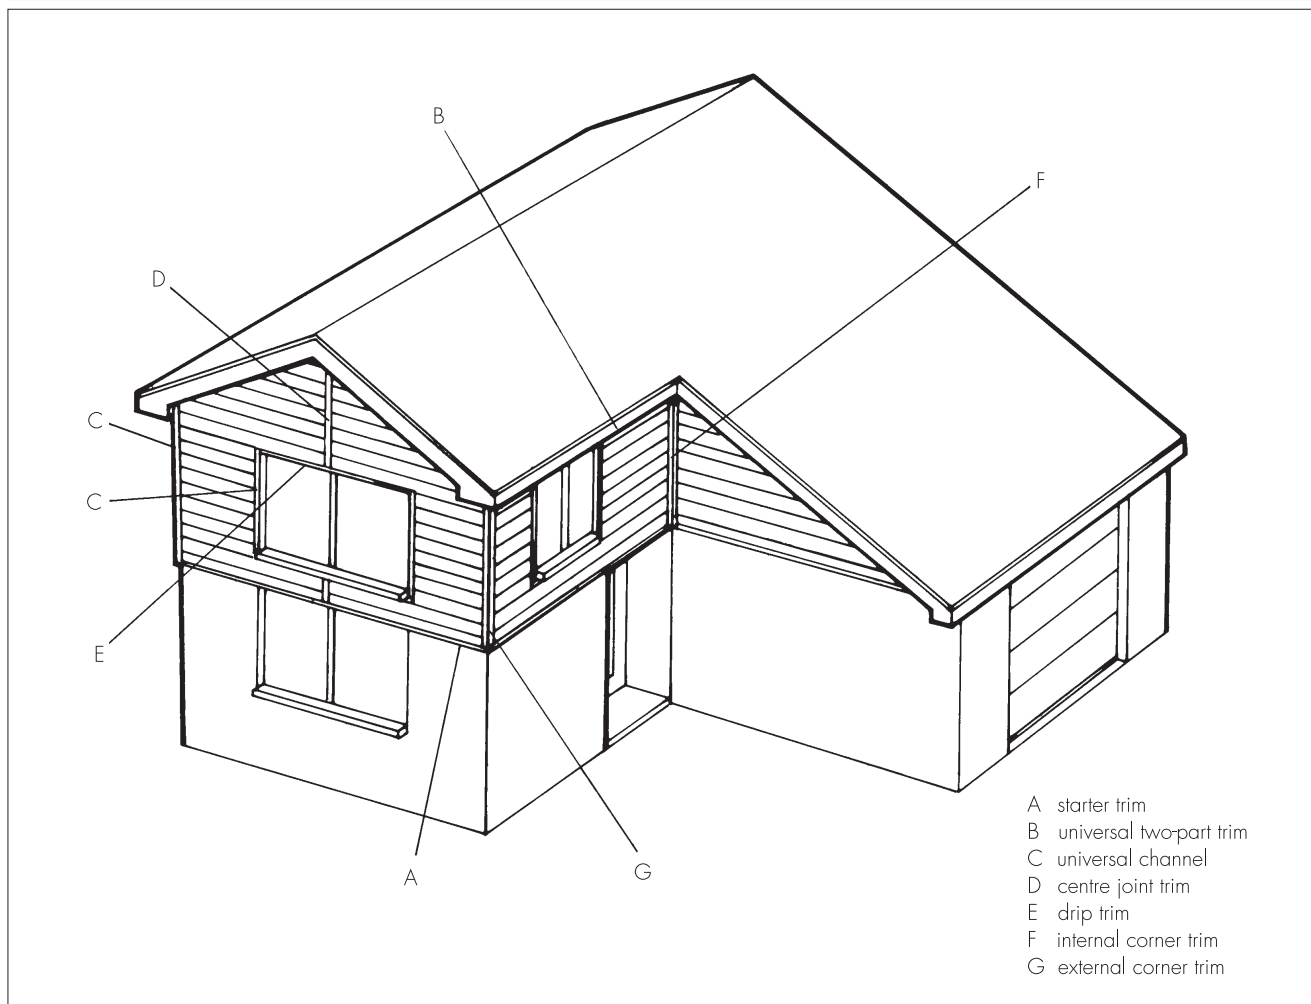 B
F
D
C
C
E
A
G
A starter trim
B universal two-part trim
C universal channel
D centre joint trim
E drip trim
F internal corner trim
G external corner trim